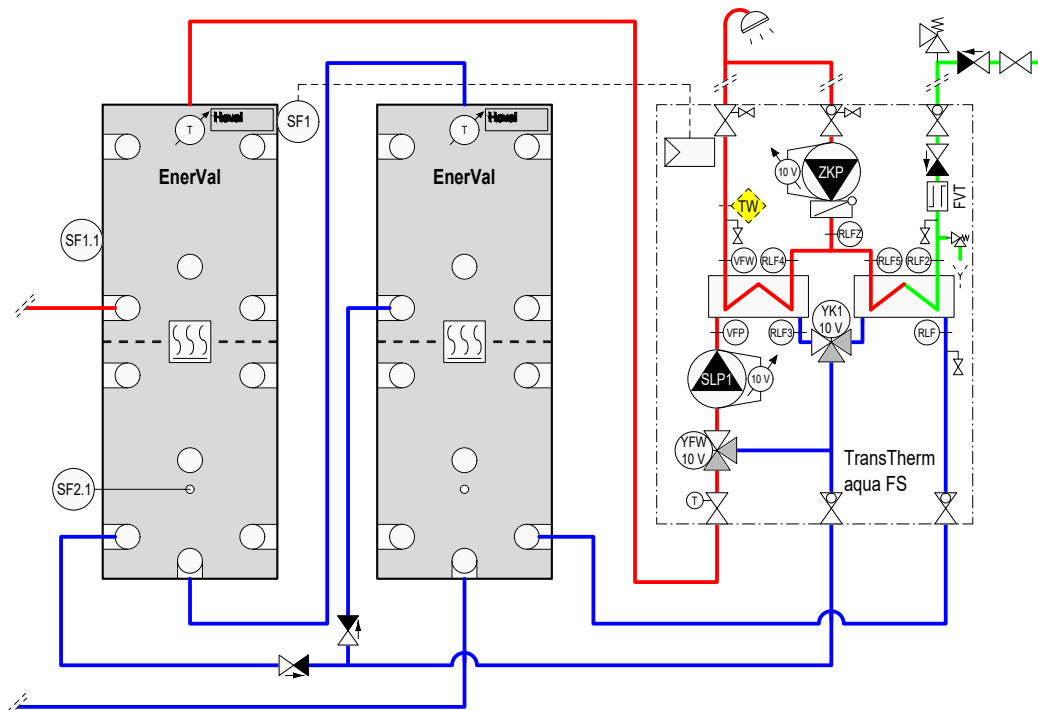 T
Hoval
SF1
T
Hoval
EnerVal
EnerVal
10 V
ZKP
FVT
TW
SF1.1
RLFZ
VFW
RLF4
RLF5
RLF2
Y
YK1
10 V
VFP
RLF3
RLF
SLP1
10 V
YFW
10 V
TransTherm
aqua FS
SF2.1
T